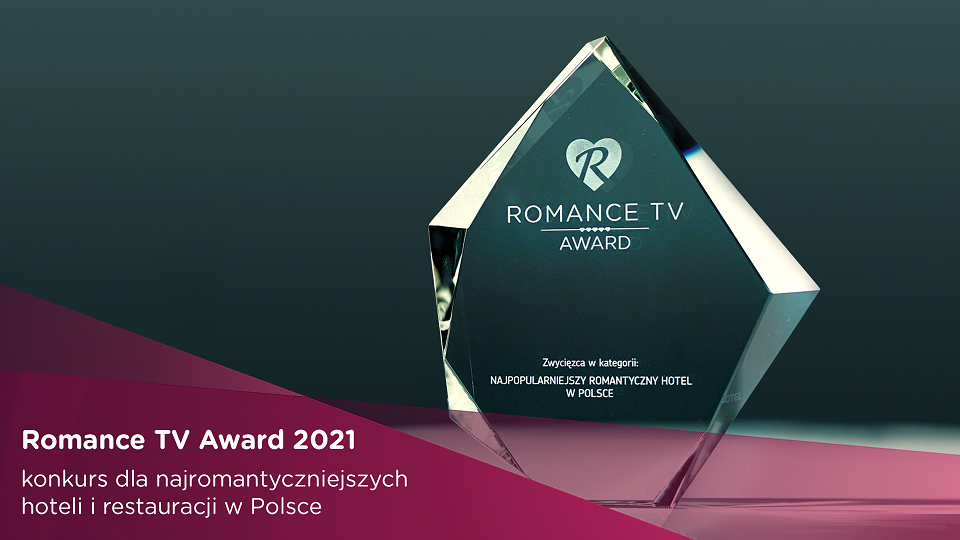 R
ROMANCE TV
AWARD
Zwycięzca w kategorii:
NAJPOPULARNIEJSZY ROMANTYCZNY HOTEL
W POLSCE
Romance TV Award 2021
konkurs dla najromantyczniejszych
hoteli i restauracji w Polsce